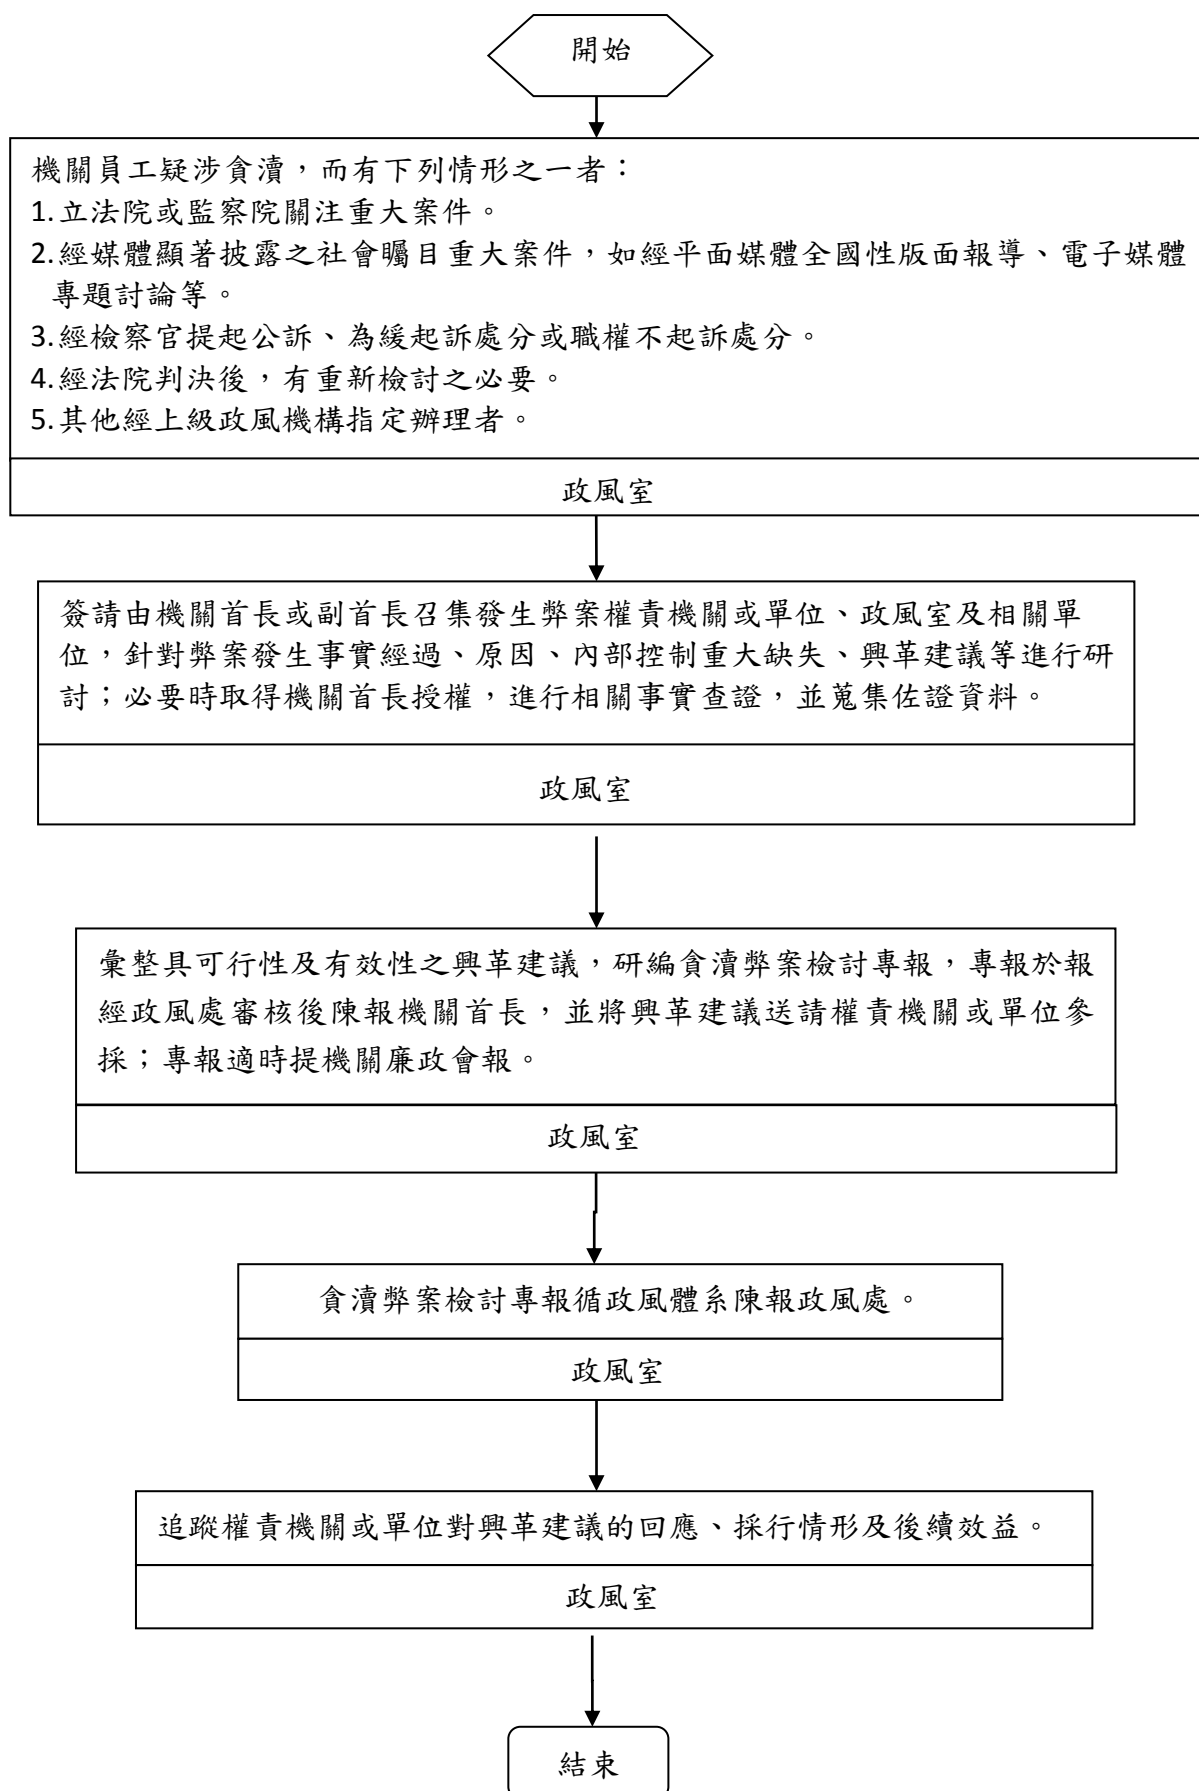 開始
機關員工疑涉貪瀆，而有下列情形之一者：
1.立法院或監察院關注重大案件。
2.經媒體顯著披露之社會矚目重大案件，如經平面媒體全國性版面報導、電子媒體
專題討論等。
3.經檢察官提起公訴、為緩起訴處分或職權不起訴處分。
4.經法院判決後，有重新檢討之必要。
5.其他經上級政風機構指定辦理者。
政風室
簽請由機關首長或副首長召集發生弊案權責機關或單位、政風室及相關單
位，針對弊案發生事實經過、原因、內部控制重大缺失、興革建議等進行研
討；必要時取得機關首長授權，進行相關事實查證，並蒐集佐證資料。
政風室
彙整具可行性及有效性之興革建議，研編貪瀆弊案檢討專報，專報於報
經政風處審核後陳報機關首長，並將興革建議送請權責機關或單位參
採；專報適時提機關廉政會報。
政風室
貪瀆弊案檢討專報循政風體系陳報政風處。
政風室
追蹤權責機關或單位對興革建議的回應、採行情形及後續效益。
政風室
結束